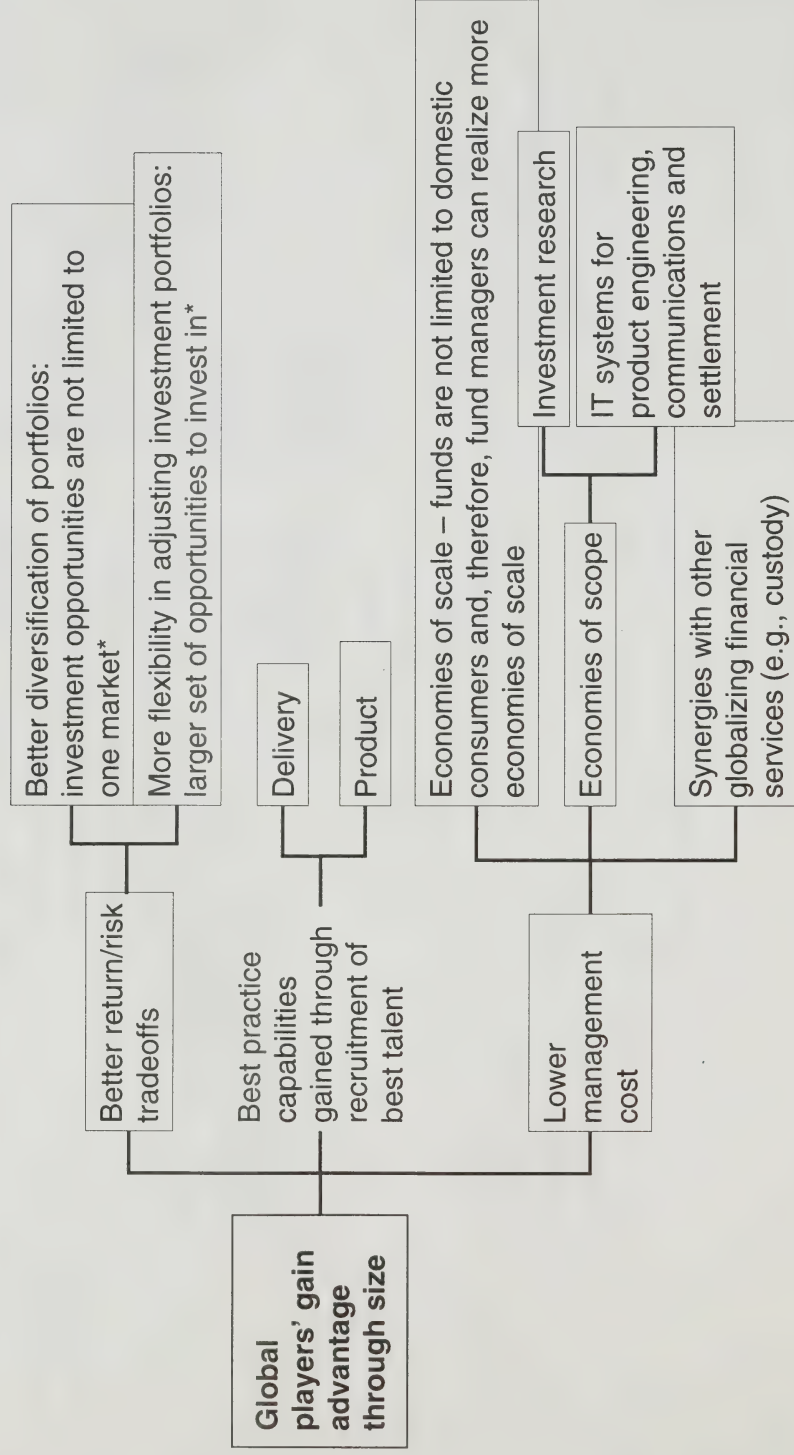 Global
players’ gain
advantage
through size
Better return/risk
tradeoffs
Better diversification of portfolios:
investment opportunities are not limited to
one market*
More flexibility in adjusting investment portfolios:
larger set of opportunities to invest in*
Best practice
capabilities
gained through
recruitment of
best talent
Delivery
Product
Lower
management
cost
Economies of scale – funds are not limited to domestic
consumers and, therefore, fund managers can realize more
economies of scale
Economies of scope
Investment research
IT systems for
product engineering,
communications and
settlement
Synergies with other
globalizing financial
services (e.g., custody)